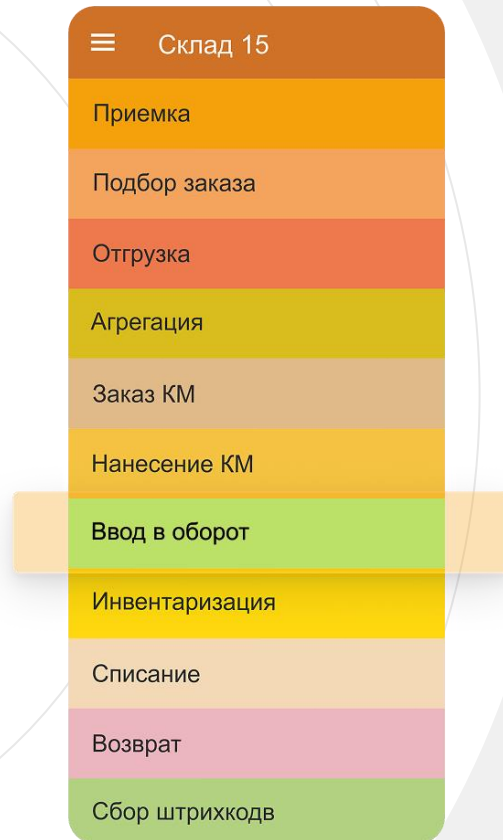 Склад 15
Приемка
Подбор заказа
Отгрузка
Агрегация
Заказ КМ
Нанесение КМ
Ввод в оборот
Инвентаризация
Списание
Возврат
Сбор штрихкодв